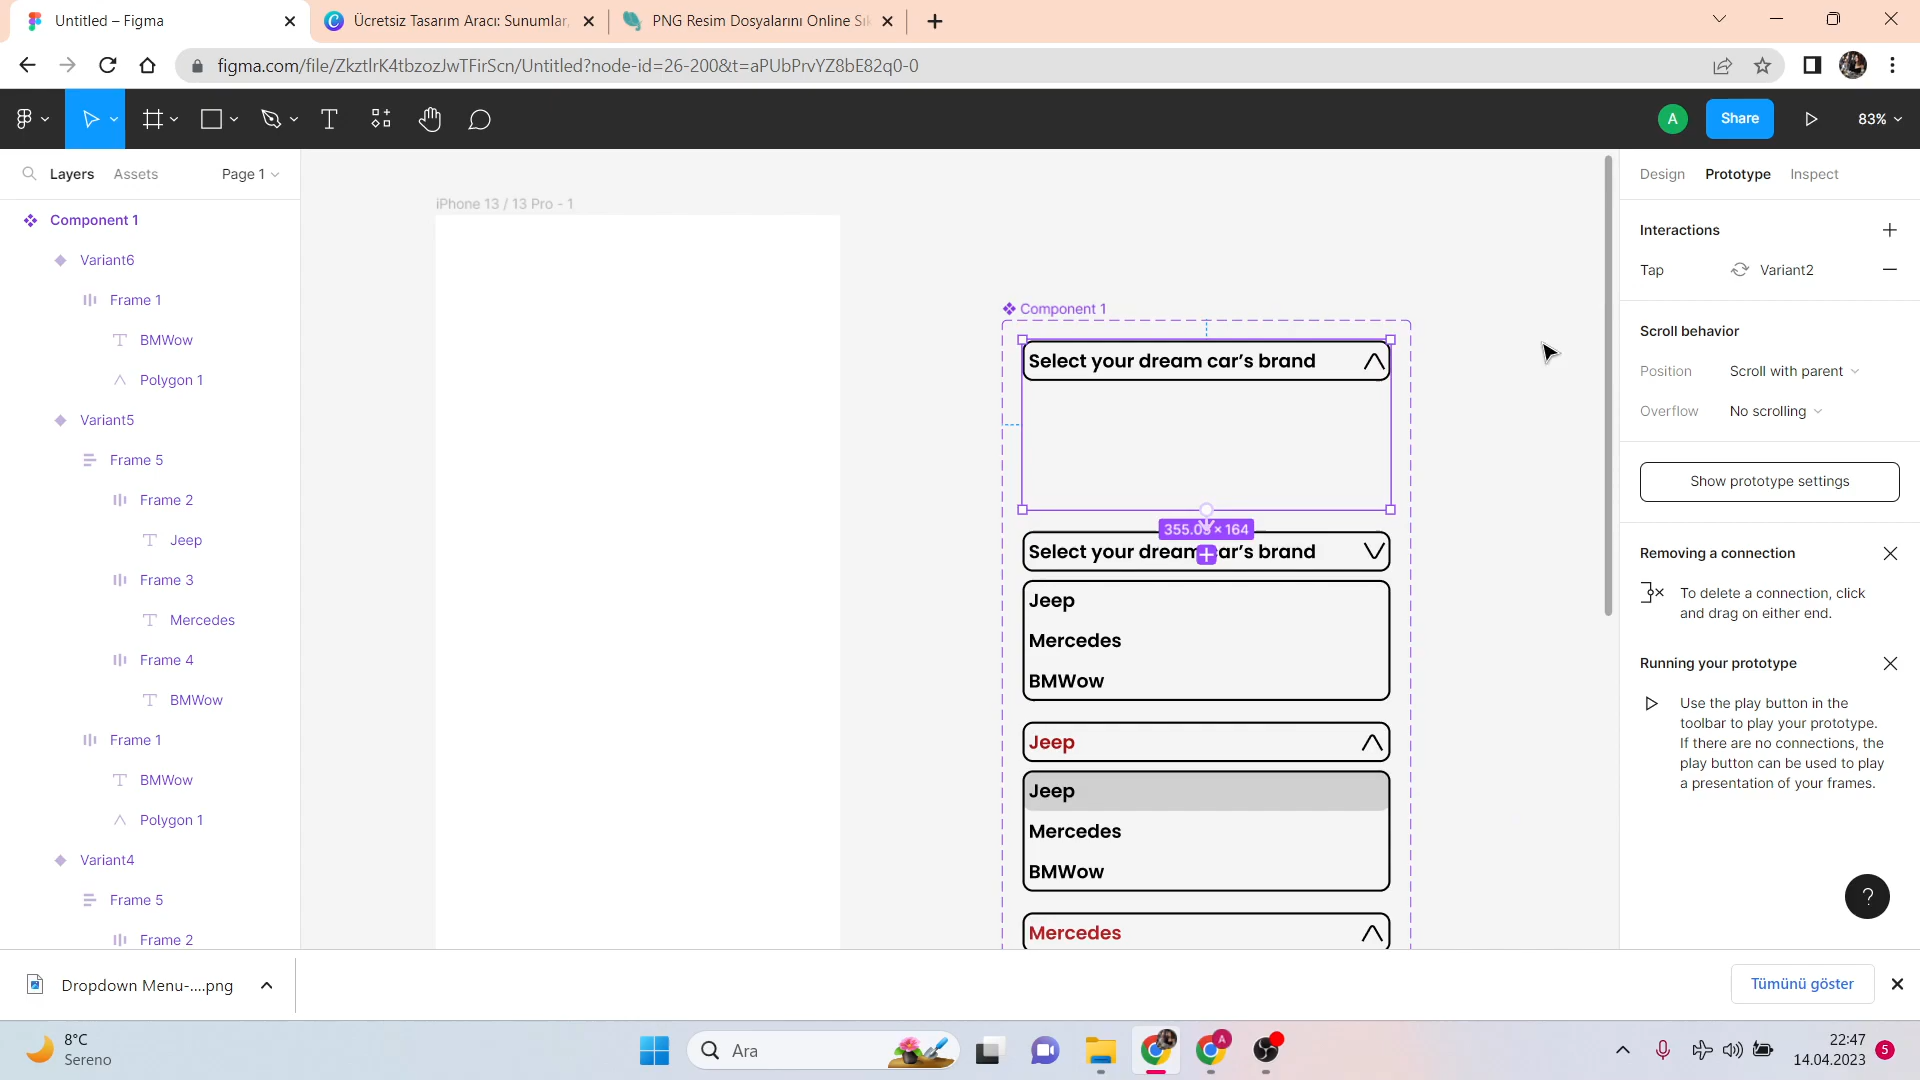 Untitled – Figma
Ücretsiz Tasarım Aracı: Sunumlar,
PNG Resim Dosyalarını Online Sık
figma.com/file/ZkztlrK4tbzozJwTFirScn/Untitled?node-id=26-200&t=aPUbPrvYZ8bE82q0-0
A
Share
83%
Layers
Assets
Page 1
Component 1
Variant6
Frame 1
BMWow
Polygon 1
Variant5
Frame 5
Frame 2
Jeep
Frame 3
Mercedes
Frame 4
BMWow
Frame 1
BMWow
Polygon 1
Variant4
Frame 5
Frame 2
iPhone 13 / 13 Pro - 1
Component 1
Select your dream car's brand
355.09 × 164
Select your dream car's brand
Jeep
Mercedes
BMWow
Jeep
Jeep
Mercedes
BMWow
Mercedes
Design
Prototype
Inspect
Interactions
Tap
Variant2
Scroll behavior
Position
Scroll with parent
Overflow
No scrolling
Show prototype settings
Removing a connection
To delete a connection, click
and drag on either end.
Running your prototype
Use the play button in the
toolbar to play your prototype.
If there are no connections, the
play button can be used to play
a presentation of your frames.
?
Dropdown Menu-....png
Tümünü göster
8°C
Sereno
Ara
A
22:47
14.04.2023
5